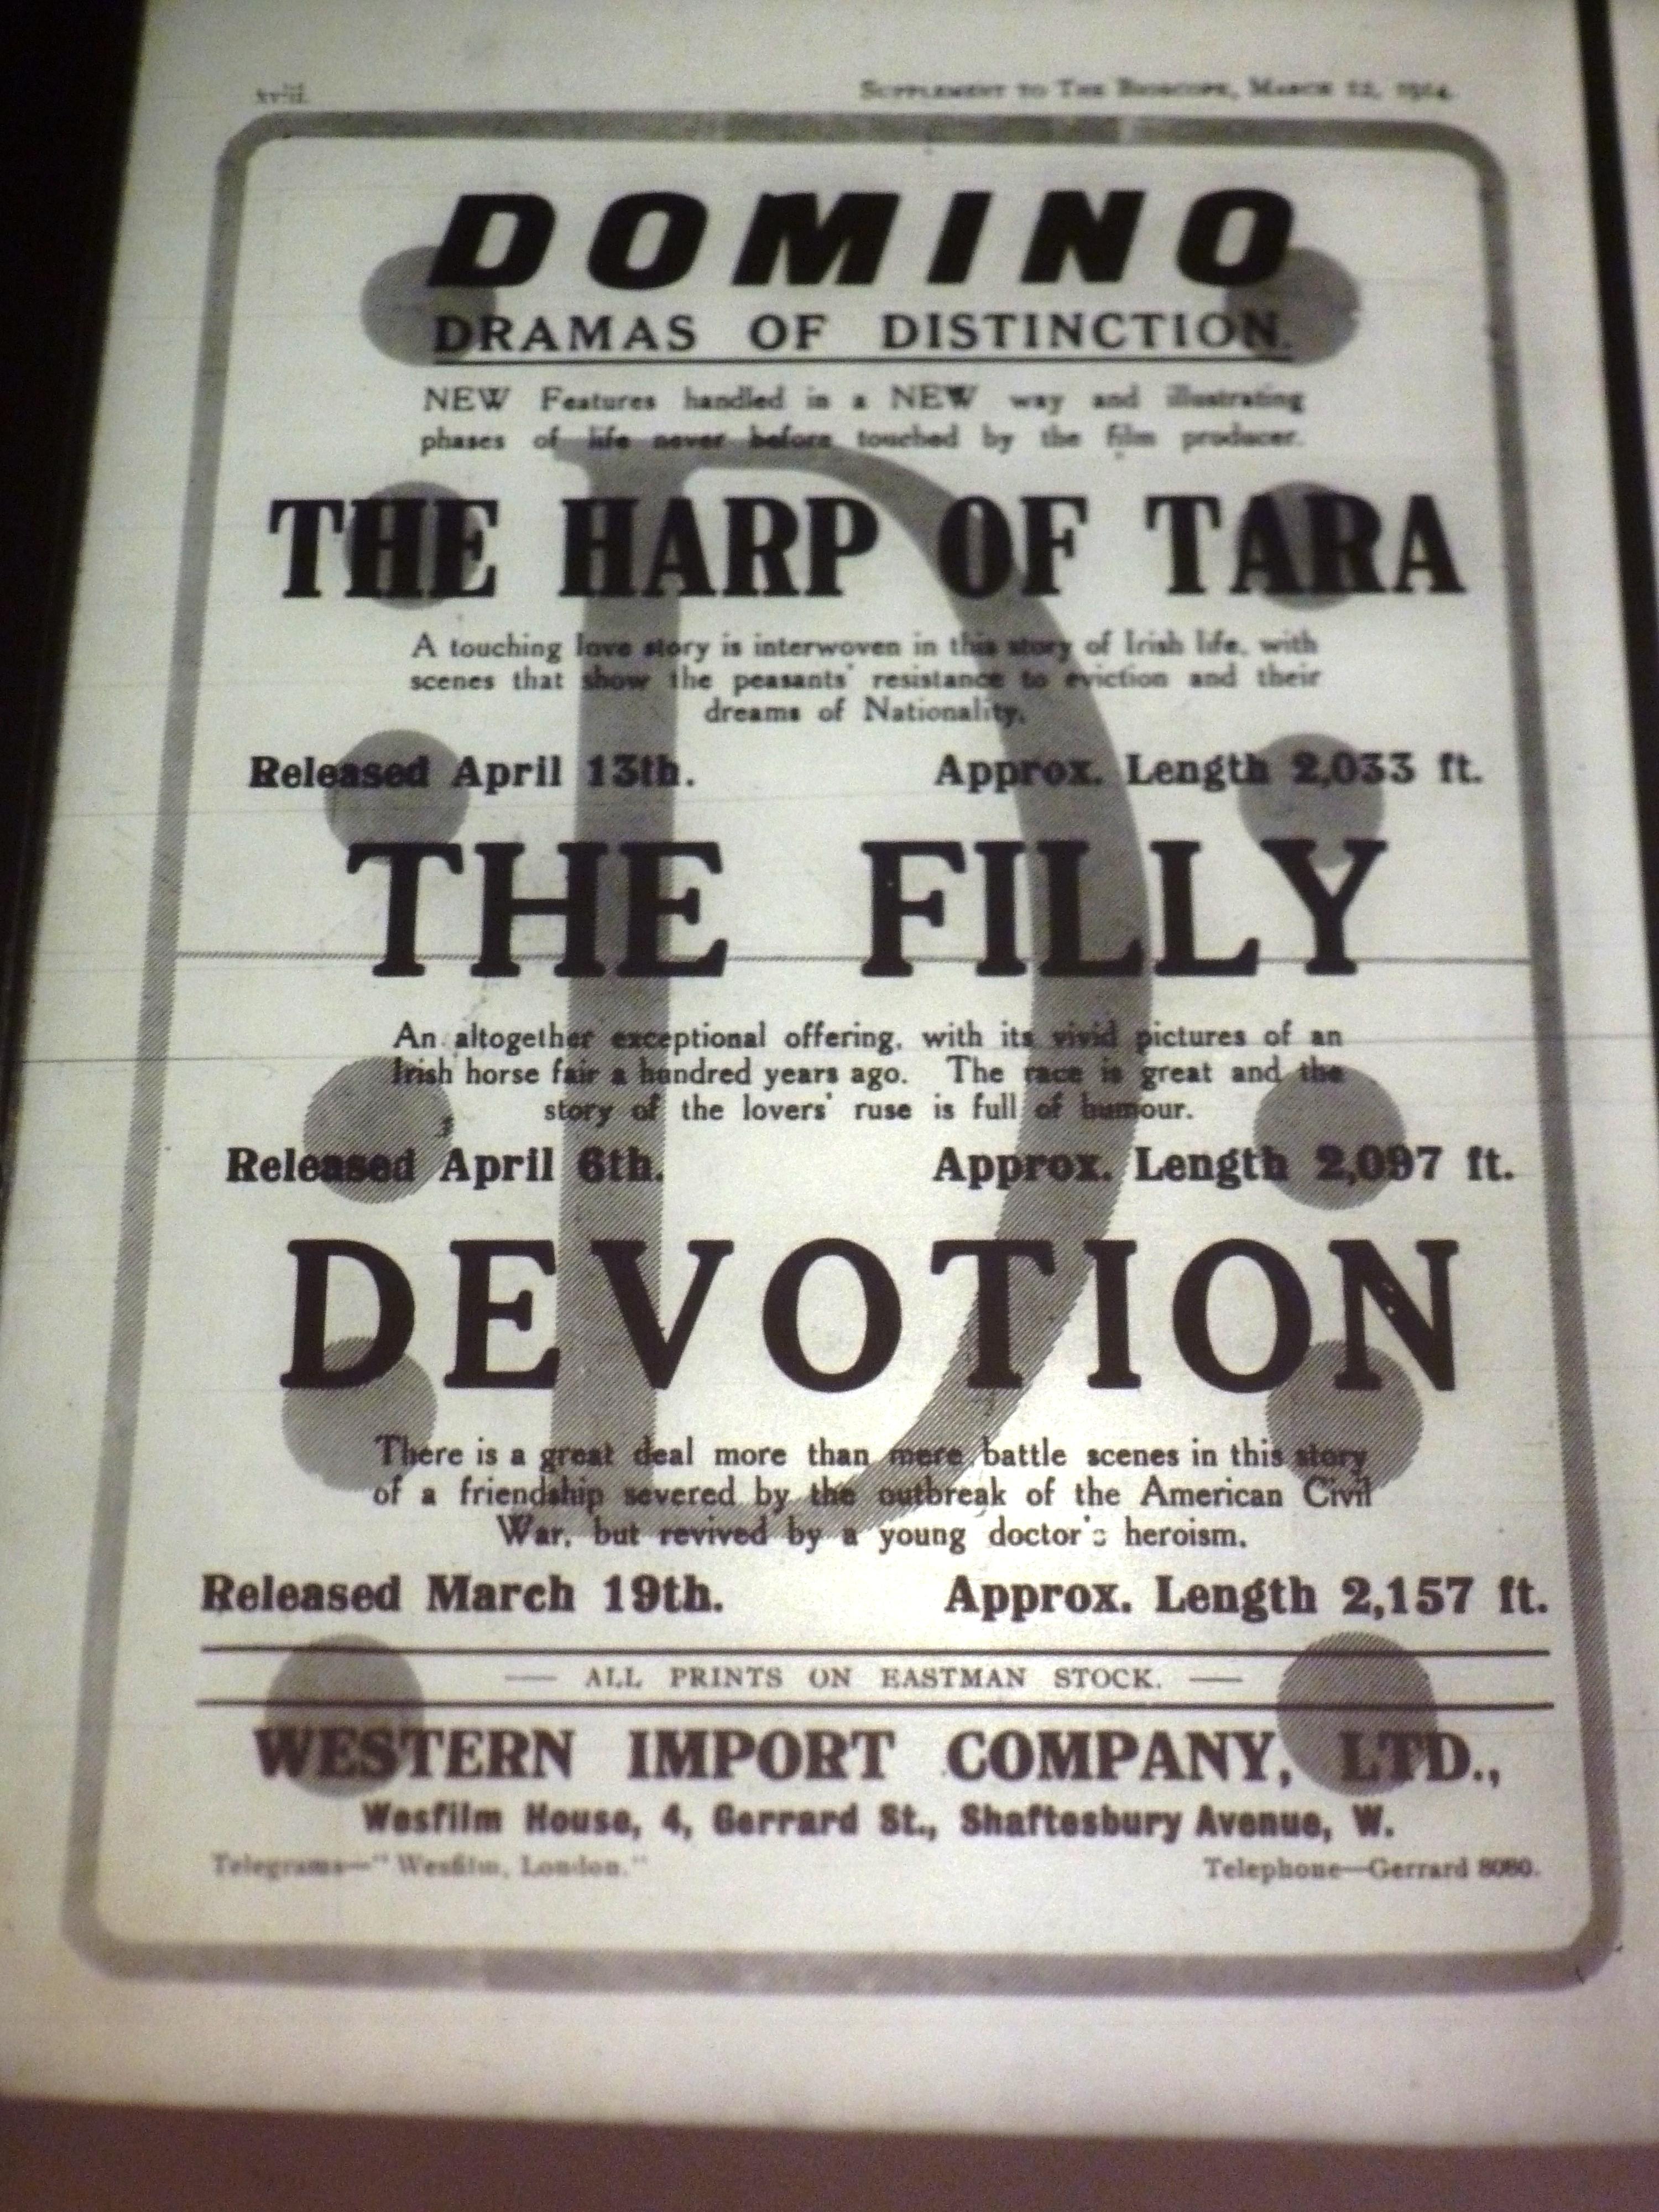 xviii.
SUPPLEMENT TO THE BIOSCOPE, MARCH 12, 1914.
DOMINO
DRAMAS OF DISTINCTION.
NEW Features handled in a NEW way and illustrating
phases of life never before touched by the film producer.
THE HARP OF TARA
A touching love story is interwoven in this story of Irish life, with
scenes that show the peasants' resistance to eviction and their
dreams of Nationality.
Released April 13th. Approx. Length 2,033 ft.
THE FILLY
An altogether exceptional offering, with its vivid pictures of an
Irish horse fair a hundred years ago. The race is great and the
story of the lovers' ruse is full of humour.
Released April 6th. Approx. Length 2,097 ft.
DEVOTION
There is a great deal more than mere battle scenes in this story
of a friendship severed by the outbreak of the American Civil
War, but revived by a young doctor's heroism.
Released March 19th. Approx. Length 2,157 ft.
— ALL PRINTS ON EASTMAN STOCK. —
WESTERN IMPORT COMPANY, LTD.,
Wesfilm House, 4, Gerrard St., Shaftesbury Avenue, W.
Telegrams—"Wesfilm, London." Telephone—Gerrard 8080.